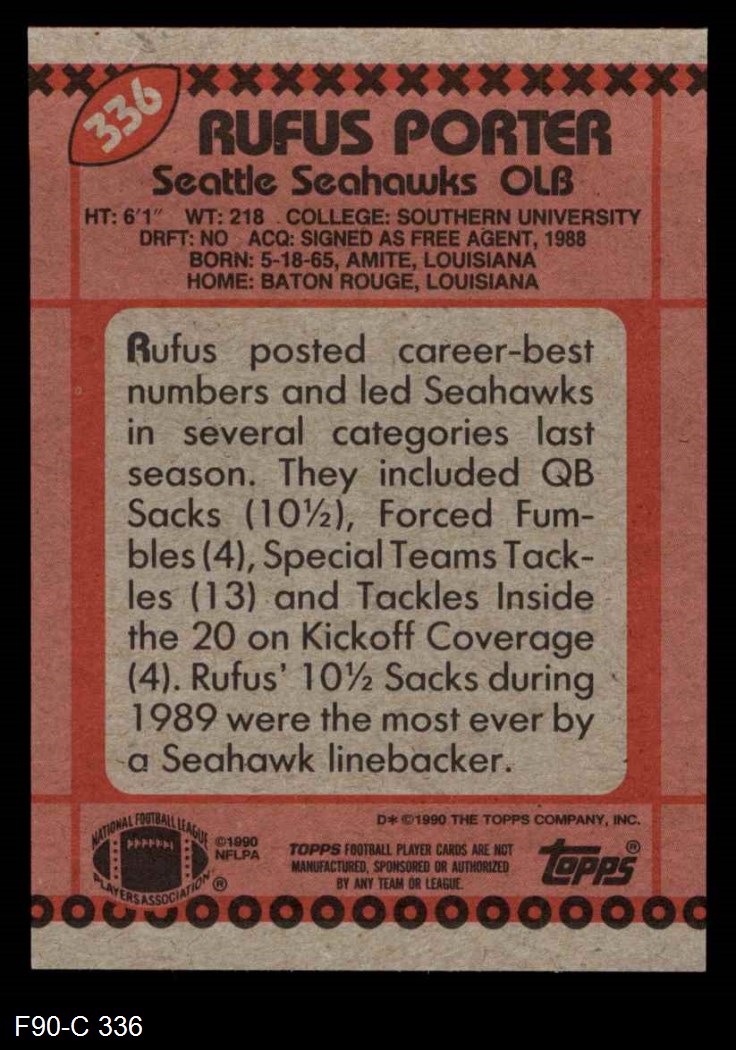 336
RUFUS PORTER
Seattle Seahawks OLB
HT: 6'1" WT: 218 COLLEGE: SOUTHERN UNIVERSITY
DRFT: NO ACQ: SIGNED AS FREE AGENT, 1988
BORN: 5-18-65, AMITE, LOUISIANA
HOME: BATON ROUGE, LOUISIANA
Rufus posted career-best
numbers and led Seahawks
in several categories last
season. They included QB
Sacks (10½), Forced Fum-
bles (4), Special Teams Tack-
les (13) and Tackles Inside
the 20 on Kickoff Coverage
(4). Rufus' 10½ Sacks during
1989 were the most ever by
a Seahawk linebacker.
D* ©1990 THE TOPPS COMPANY, INC.
NATIONAL FOOTBALL LEAGUE
PLAYERS ASSOCIATION ®
©1990
NFLPA
TOPPS FOOTBALL PLAYER CARDS ARE NOT
MANUFACTURED, SPONSORED OR AUTHORIZED
BY ANY TEAM OR LEAGUE.
topps®
F90-C 336